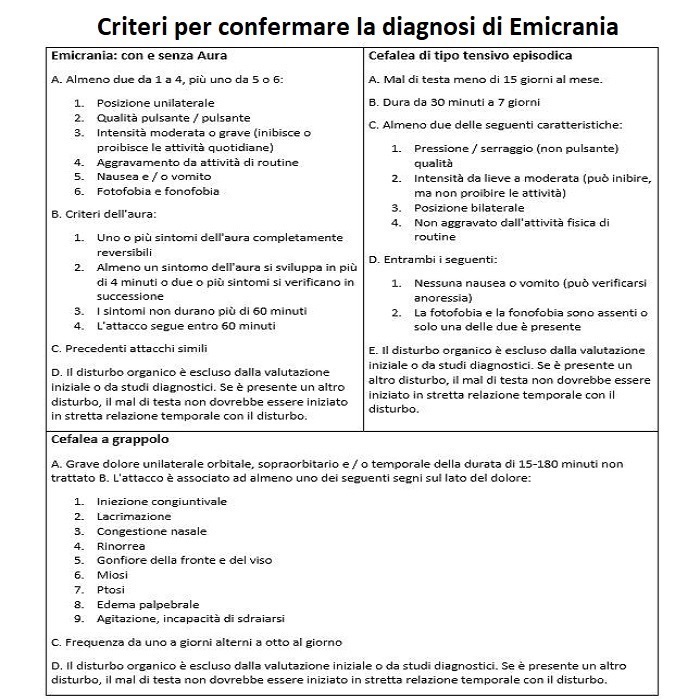 Criteri per confermare la diagnosi di Emicrania
Emicrania: con e senza Aura
A. Almeno due da 1 a 4, più uno da 5 o 6:
1. Posizione unilaterale
2. Qualità pulsante / pulsante
3. Intensità moderata o grave (inibisce o
proibisce le attività quotidiane)
4. Aggravamento da attività di routine
5. Nausea e / o vomito
6. Fotofobia e fonofobia
B. Criteri dell'aura:
1. Uno o più sintomi dell'aura completamente
reversibili
2. Almeno un sintomo dell'aura si sviluppa in più
di 4 minuti o due o più sintomi si verificano in
successione
3. I sintomi non durano più di 60 minuti
4. L'attacco segue entro 60 minuti
C. Precedenti attacchi simili
D. Il disturbo organico è escluso dalla valutazione
iniziale o da studi diagnostici. Se è presente un altro
disturbo, il mal di testa non dovrebbe essere iniziato
in stretta relazione temporale con il disturbo.
Cefalea di tipo tensivo episodica
A. Mal di testa meno di 15 giorni al mese.
B. Dura da 30 minuti a 7 giorni
C. Almeno due delle seguenti caratteristiche:
1. Pressione / serraggio (non pulsante)
qualità
2. Intensità da lieve a moderata (può inibire,
ma non proibire le attività)
3. Posizione bilaterale
4. Non aggravato dall'attività fisica di
routine
D. Entrambi i seguenti:
1. Nessuna nausea o vomito (può verificarsi
anoressia)
2. La fotofobia e la fonofobia sono assenti o
solo una delle due è presente
E. Il disturbo organico è escluso dalla valutazione
iniziale o da studi diagnostici. Se è presente un
altro disturbo, il mal di testa non dovrebbe essere
iniziato in stretta relazione temporale con il
disturbo.
Cefalea a grappolo
A. Grave dolore unilaterale orbitale, sopraorbitario e / o temporale della durata di 15-180 minuti non
trattato B. L'attacco è associato ad almeno uno dei seguenti segni sul lato del dolore:
1. Iniezione congiuntivale
2. Lacrimazione
3. Congestione nasale
4. Rinorrea
5. Gonfiore della fronte e del viso
6. Miosi
7. Ptosi
8. Edema palpebrale
9. Agitazione, incapacità di sdraiarsi
C. Frequenza da uno a giorni alterni a otto al giorno
D. Il disturbo organico è escluso dalla valutazione iniziale o da studi diagnostici. Se è presente un altro
disturbo, il mal di testa non dovrebbe essere iniziato in stretta relazione temporale con il disturbo.